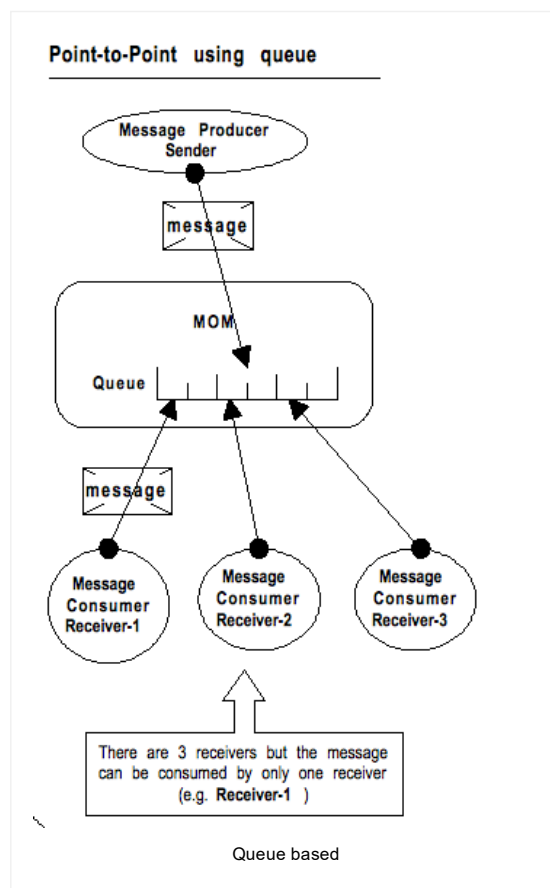 Point-to-Point using queue
Message Producer
Sender
message
MOM
Queue
message
Message
Consumer
Receiver-1
Message
Consumer
Receiver-2
Message
Consumer
Receiver-3
There are 3 receivers but the message
can be consumed by only one receiver
(e.g. Receiver-1 )
Queue based